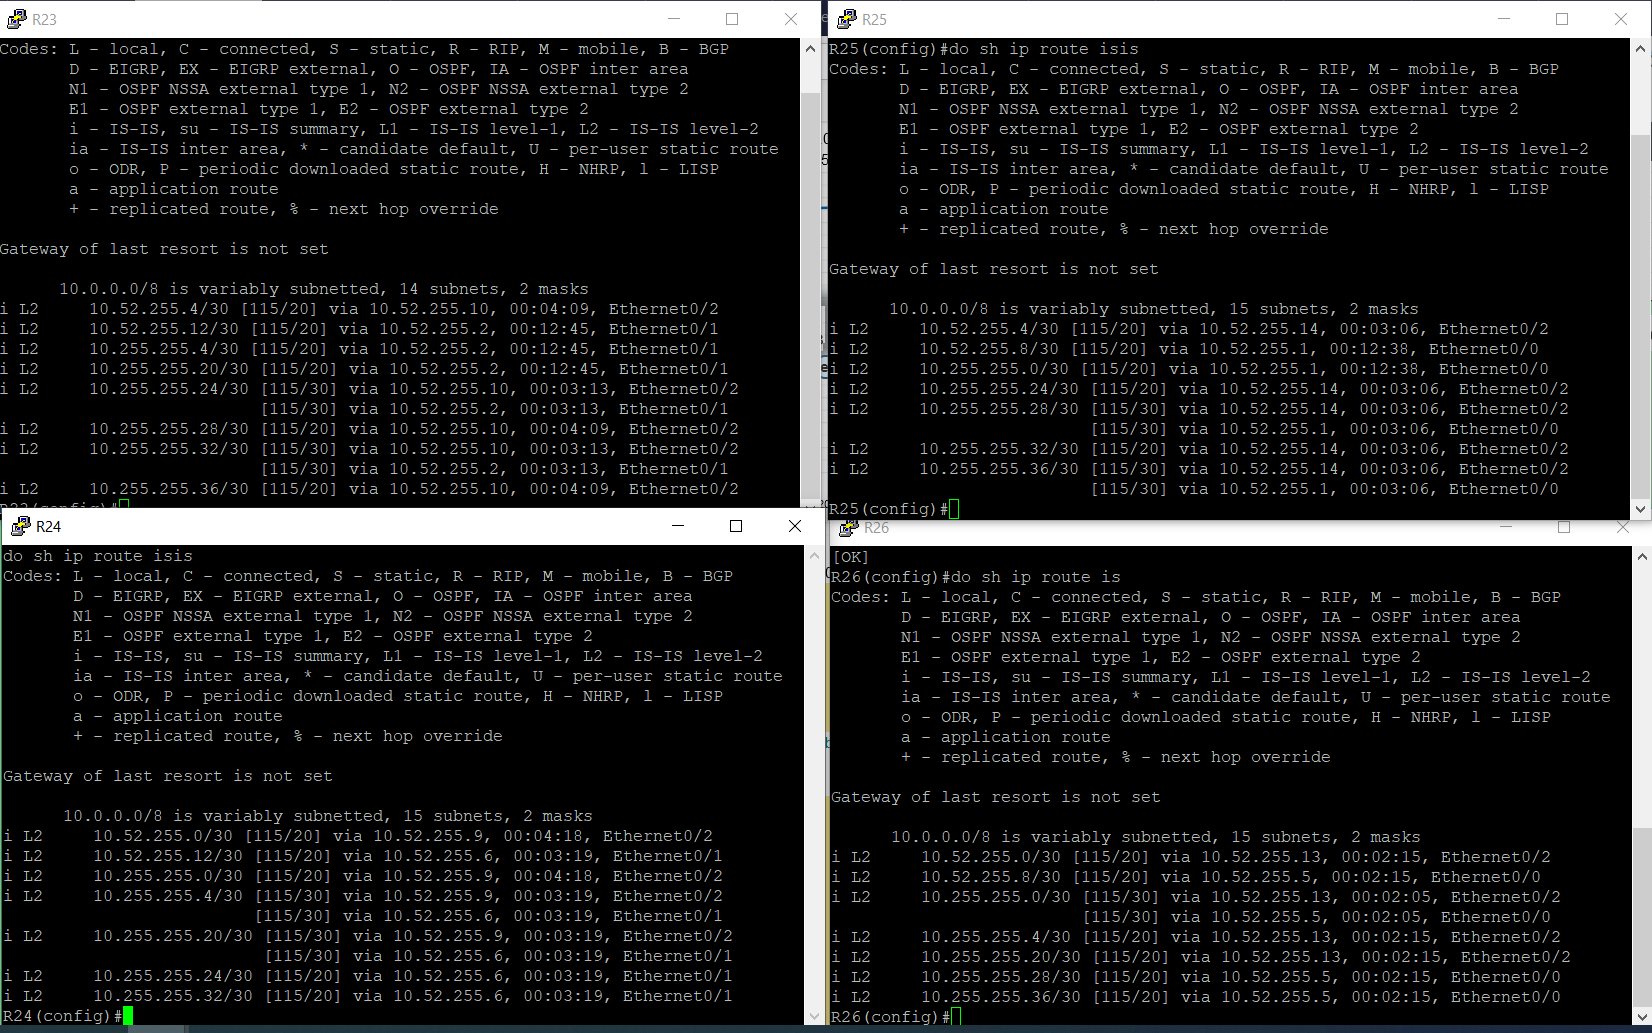 R23
Codes: L - local, C - connected, S - static, R - RIP, M - mobile, B - BGP
D - EIGRP, EX - EIGRP external, O - OSPF, IA - OSPF inter area
N1 - OSPF NSSA external type 1, N2 - OSPF NSSA external type 2
E1 - OSPF external type 1, E2 - OSPF external type 2
i - IS-IS, su - IS-IS summary, L1 - IS-IS level-1, L2 - IS-IS level-2
ia - IS-IS inter area, * - candidate default, U - per-user static route
o - ODR, P - periodic downloaded static route, H - NHRP, l - LISP
a - application route
+ - replicated route, % - next hop override
Gateway of last resort is not set
10.0.0.0/8 is variably subnetted, 14 subnets, 2 masks
i L2 10.52.255.4/30 [115/20] via 10.52.255.10, 00:04:09, Ethernet0/2
i L2 10.52.255.12/30 [115/20] via 10.52.255.2, 00:12:45, Ethernet0/1
i L2 10.255.255.4/30 [115/20] via 10.52.255.2, 00:12:45, Ethernet0/1
i L2 10.255.255.20/30 [115/20] via 10.52.255.2, 00:12:45, Ethernet0/1
i L2 10.255.255.24/30 [115/30] via 10.52.255.10, 00:03:13, Ethernet0/2
[115/30] via 10.52.255.2, 00:03:13, Ethernet0/1
i L2 10.255.255.28/30 [115/20] via 10.52.255.10, 00:04:09, Ethernet0/2
i L2 10.255.255.32/30 [115/30] via 10.52.255.10, 00:03:13, Ethernet0/2
[115/30] via 10.52.255.2, 00:03:13, Ethernet0/1
i L2 10.255.255.36/30 [115/20] via 10.52.255.10, 00:04:09, Ethernet0/2
R23(config)#
R25
R25(config)#do sh ip route isis
Codes: L - local, C - connected, S - static, R - RIP, M - mobile, B - BGP
D - EIGRP, EX - EIGRP external, O - OSPF, IA - OSPF inter area
N1 - OSPF NSSA external type 1, N2 - OSPF NSSA external type 2
E1 - OSPF external type 1, E2 - OSPF external type 2
i - IS-IS, su - IS-IS summary, L1 - IS-IS level-1, L2 - IS-IS level-2
ia - IS-IS inter area, * - candidate default, U - per-user static route
o - ODR, P - periodic downloaded static route, H - NHRP, l - LISP
a - application route
+ - replicated route, % - next hop override
Gateway of last resort is not set
10.0.0.0/8 is variably subnetted, 15 subnets, 2 masks
i L2 10.52.255.4/30 [115/20] via 10.52.255.14, 00:03:06, Ethernet0/2
i L2 10.52.255.8/30 [115/20] via 10.52.255.1, 00:12:38, Ethernet0/0
i L2 10.255.255.0/30 [115/20] via 10.52.255.1, 00:12:38, Ethernet0/0
i L2 10.255.255.24/30 [115/20] via 10.52.255.14, 00:03:06, Ethernet0/2
i L2 10.255.255.28/30 [115/30] via 10.52.255.14, 00:03:06, Ethernet0/2
[115/30] via 10.52.255.1, 00:03:06, Ethernet0/0
i L2 10.255.255.32/30 [115/20] via 10.52.255.14, 00:03:06, Ethernet0/2
i L2 10.255.255.36/30 [115/30] via 10.52.255.14, 00:03:06, Ethernet0/2
[115/30] via 10.52.255.1, 00:03:06, Ethernet0/0
R25(config)#
R24
do sh ip route isis
Codes: L - local, C - connected, S - static, R - RIP, M - mobile, B - BGP
D - EIGRP, EX - EIGRP external, O - OSPF, IA - OSPF inter area
N1 - OSPF NSSA external type 1, N2 - OSPF NSSA external type 2
E1 - OSPF external type 1, E2 - OSPF external type 2
i - IS-IS, su - IS-IS summary, L1 - IS-IS level-1, L2 - IS-IS level-2
ia - IS-IS inter area, * - candidate default, U - per-user static route
o - ODR, P - periodic downloaded static route, H - NHRP, l - LISP
a - application route
+ - replicated route, % - next hop override
Gateway of last resort is not set
10.0.0.0/8 is variably subnetted, 15 subnets, 2 masks
i L2 10.52.255.0/30 [115/20] via 10.52.255.9, 00:04:18, Ethernet0/2
i L2 10.52.255.12/30 [115/20] via 10.52.255.6, 00:03:19, Ethernet0/1
i L2 10.255.255.0/30 [115/20] via 10.52.255.9, 00:04:18, Ethernet0/2
i L2 10.255.255.4/30 [115/30] via 10.52.255.9, 00:03:19, Ethernet0/2
[115/30] via 10.52.255.6, 00:03:19, Ethernet0/1
i L2 10.255.255.20/30 [115/30] via 10.52.255.9, 00:03:19, Ethernet0/2
[115/30] via 10.52.255.6, 00:03:19, Ethernet0/1
i L2 10.255.255.24/30 [115/20] via 10.52.255.6, 00:03:19, Ethernet0/1
i L2 10.255.255.32/30 [115/20] via 10.52.255.6, 00:03:19, Ethernet0/1
R24(config)#
R26
[OK]
R26(config)#do sh ip route is
Codes: L - local, C - connected, S - static, R - RIP, M - mobile, B - BGP
D - EIGRP, EX - EIGRP external, O - OSPF, IA - OSPF inter area
N1 - OSPF NSSA external type 1, N2 - OSPF NSSA external type 2
E1 - OSPF external type 1, E2 - OSPF external type 2
i - IS-IS, su - IS-IS summary, L1 - IS-IS level-1, L2 - IS-IS level-2
ia - IS-IS inter area, * - candidate default, U - per-user static route
o - ODR, P - periodic downloaded static route, H - NHRP, l - LISP
a - application route
+ - replicated route, % - next hop override
Gateway of last resort is not set
10.0.0.0/8 is variably subnetted, 15 subnets, 2 masks
i L2 10.52.255.0/30 [115/20] via 10.52.255.13, 00:02:15, Ethernet0/2
i L2 10.52.255.8/30 [115/20] via 10.52.255.5, 00:02:15, Ethernet0/0
i L2 10.255.255.0/30 [115/30] via 10.52.255.13, 00:02:05, Ethernet0/2
[115/30] via 10.52.255.5, 00:02:05, Ethernet0/0
i L2 10.255.255.4/30 [115/20] via 10.52.255.13, 00:02:15, Ethernet0/2
i L2 10.255.255.20/30 [115/20] via 10.52.255.13, 00:02:15, Ethernet0/2
i L2 10.255.255.28/30 [115/20] via 10.52.255.5, 00:02:15, Ethernet0/0
i L2 10.255.255.36/30 [115/20] via 10.52.255.5, 00:02:15, Ethernet0/0
R26(config)#